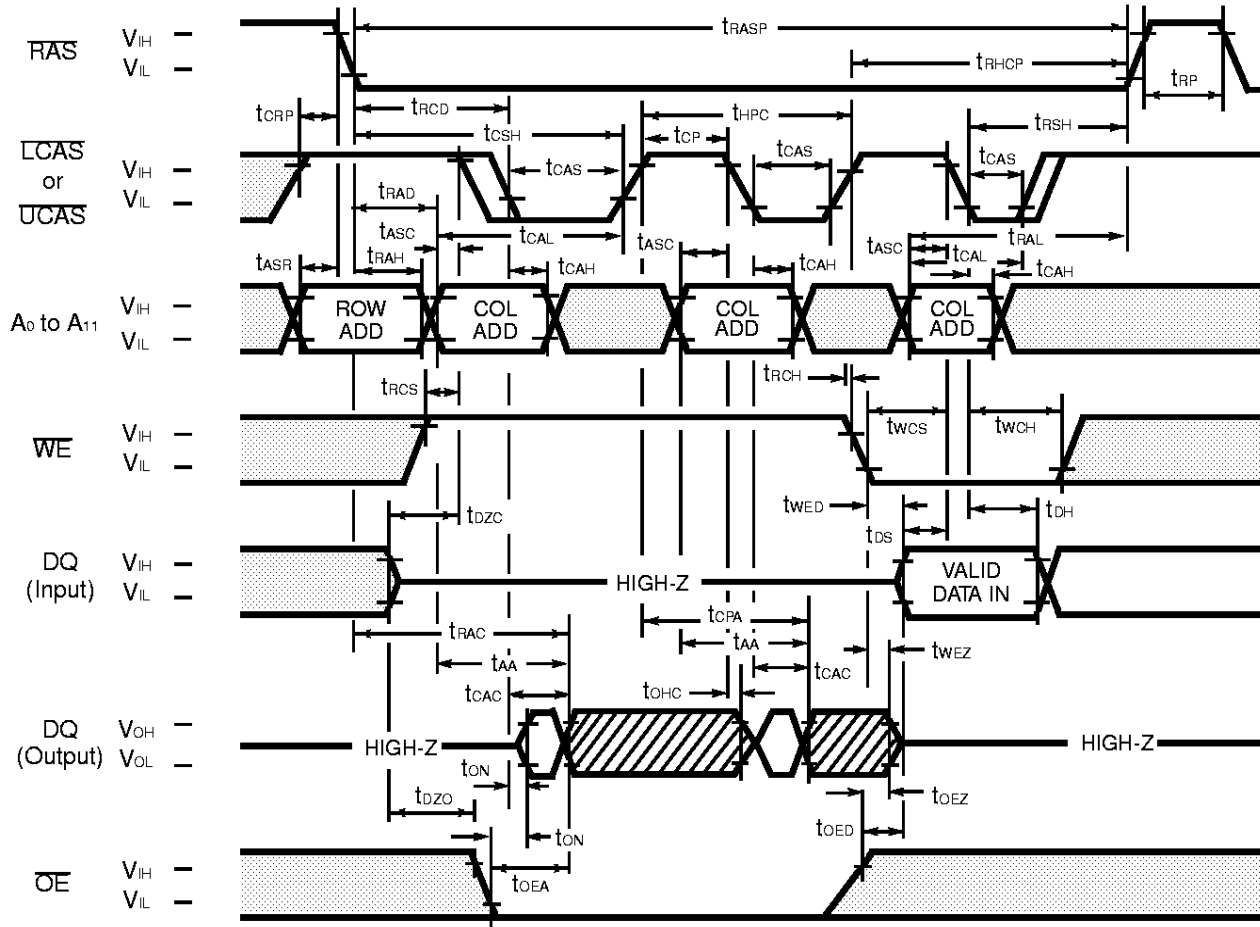 tRASP
RAS
VIH
VIL
tRHCP
tRP
tCRP
tRCD
tHPC
tCSH
tCP
tRSH
LCAS
or
UCAS
VIH
VIL
tCAS
tCAS
tCAS
tRAD
tASC
tCAL
tASC
tASC
tRAL
tCAL
tASR
tRAH
tCAH
tCAH
tCAH
A0 to A11
VIH
VIL
ROW
ADD
COL
ADD
COL
ADD
COL
ADD
tRCS
tRCH
WE
VIH
VIL
tWCS
tWCH
tDZC
tWED
tDS
tDH
DQ
(Input)
VIH
VIL
HIGH-Z
VALID
DATA IN
tCPA
tRAC
tAA
tAA
tWEZ
tCAC
tOHC
tCAC
DQ
(Output)
VOH
VOL
HIGH-Z
HIGH-Z
tON
tDZO
tON
tOED
tOEZ
OE
VIH
VIL
tOEA